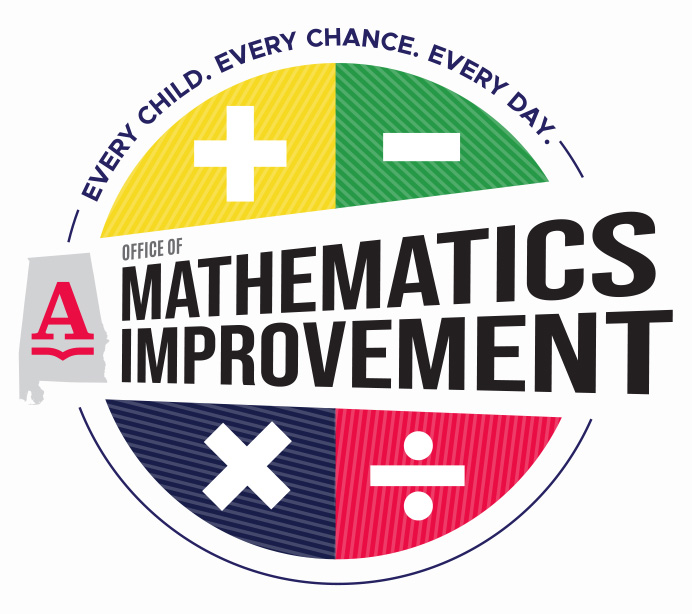 EVERY CHILD. EVERY CHANCE. EVERY DAY.
OFFICE OF
MATHEMATICS
IMPROVEMENT
A